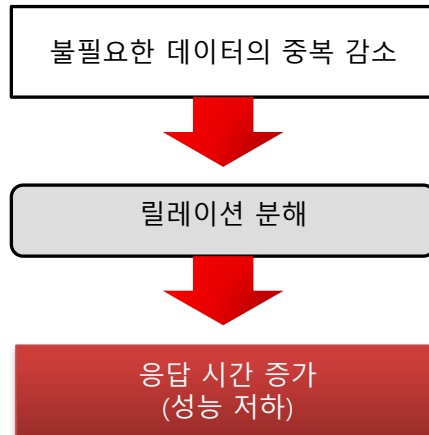 불필요한 데이터의 중복 감소
릴레이션 분해
응답 시간 증가
(성능 저하)